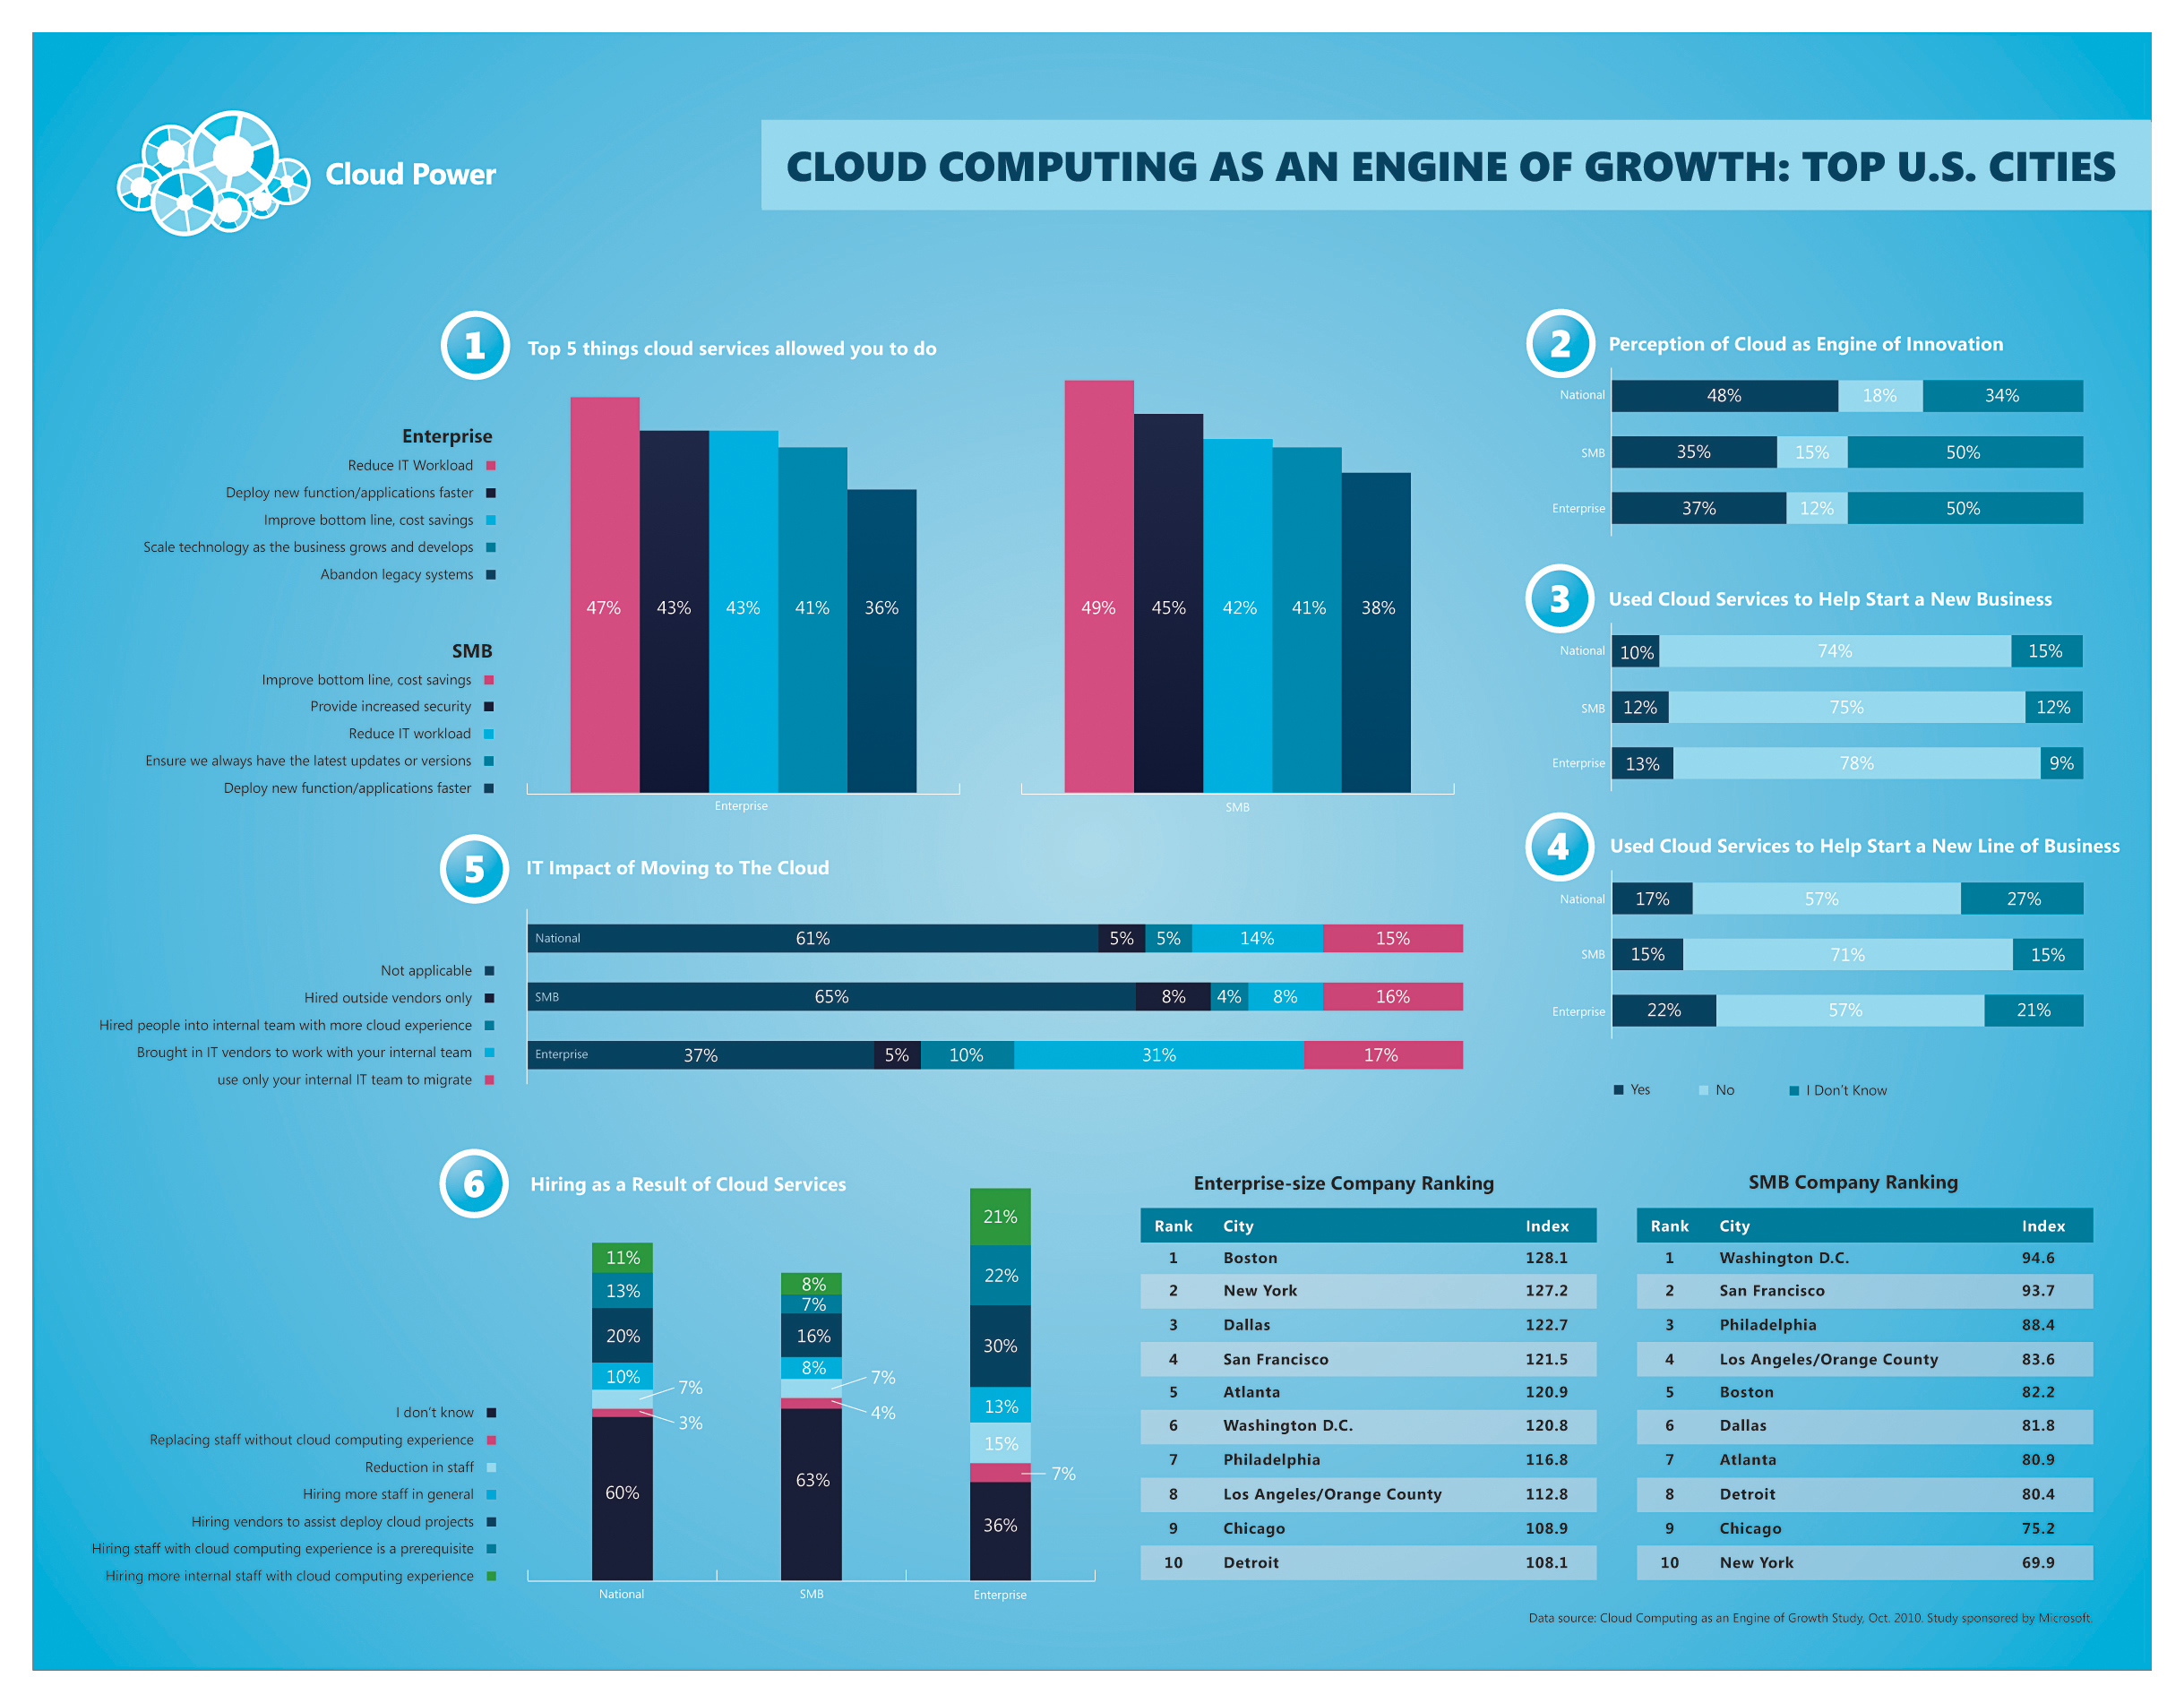 Cloud Power
CLOUD COMPUTING AS AN ENGINE OF GROWTH: TOP U.S. CITIES
1
Top 5 things cloud services allowed you to do
Enterprise
Reduce IT Workload
Deploy new function/applications faster
Improve bottom line, cost savings
Scale technology as the business grows and develops
Abandon legacy systems
SMB
Improve bottom line, cost savings
Provide increased security
Reduce IT workload
Ensure we always have the latest updates or versions
Deploy new function/applications faster
47% 43% 43% 41% 36%
Enterprise
49% 45% 42% 41% 38%
SMB
2
Perception of Cloud as Engine of Innovation
National 48% 18% 34%
SMB 35% 15% 50%
Enterprise 37% 12% 50%
3
Used Cloud Services to Help Start a New Business
National 10% 74% 15%
SMB 12% 75% 12%
Enterprise 13% 78% 9%
4
Used Cloud Services to Help Start a New Line of Business
National 17% 57% 27%
SMB 15% 71% 15%
Enterprise 22% 57% 21%
Yes No I Don't Know
5
IT Impact of Moving to The Cloud
Not applicable
Hired outside vendors only
Hired people into internal team with more cloud experience
Brought in IT vendors to work with your internal team
use only your internal IT team to migrate
National 61% 5% 5% 14% 15%
SMB 65% 8% 4% 8% 16%
Enterprise 37% 5% 10% 31% 17%
6
Hiring as a Result of Cloud Services
I don't know
Replacing staff without cloud computing experience
Reduction in staff
Hiring more staff in general
Hiring vendors to assist deploy cloud projects
Hiring staff with cloud computing experience is a prerequisite
Hiring more internal staff with cloud computing experience
11%
13%
20%
10%
7%
3%
60%
National
8%
7%
16%
8%
7%
4%
63%
SMB
21%
22%
30%
13%
15%
7%
36%
Enterprise
Enterprise-size Company Ranking
Rank City Index
1 Boston 128.1
2 New York 127.2
3 Dallas 122.7
4 San Francisco 121.5
5 Atlanta 120.9
6 Washington D.C. 120.8
7 Philadelphia 116.8
8 Los Angeles/Orange County 112.8
9 Chicago 108.9
10 Detroit 108.1
SMB Company Ranking
Rank City Index
1 Washington D.C. 94.6
2 San Francisco 93.7
3 Philadelphia 88.4
4 Los Angeles/Orange County 83.6
5 Boston 82.2
6 Dallas 81.8
7 Atlanta 80.9
8 Detroit 80.4
9 Chicago 75.2
10 New York 69.9
Data source: Cloud Computing as an Engine of Growth Study, Oct. 2010. Study sponsored by Microsoft.